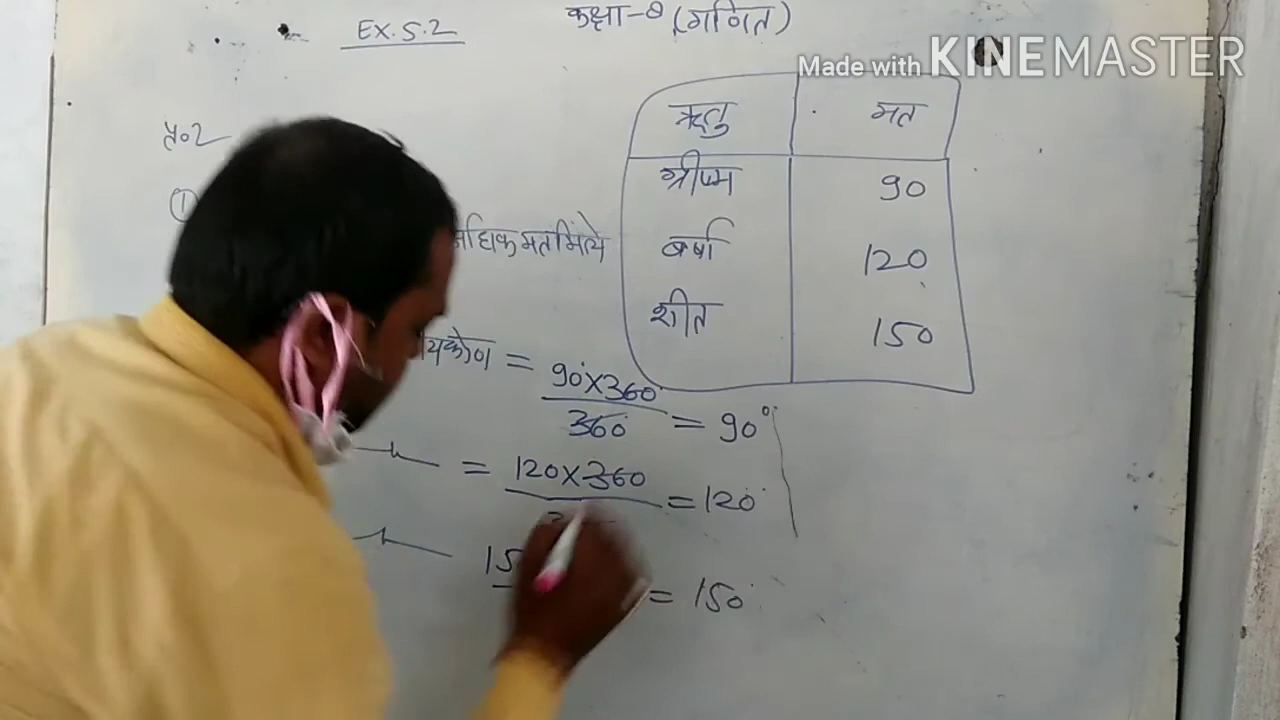 EX. 5.2
कक्षा-8 (गणित)
Made with KINEMASTER
ऋतु मत
प्र०2
ग्रीष्म 90
①
अधिक मत मिले
वर्षा 120
शीत 150
= 90×360
360 = 90°
= 120×360
= 120°
15
= 150°